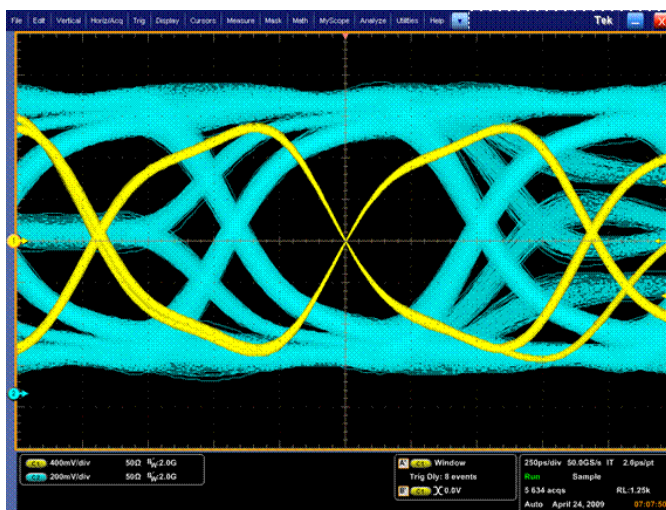 File Edit Vertical Horiz/Acq Trig Display Cursors Measure Mask Math MyScope Analyze Utilities Help Tek
1
2
C1 400mV/div 50Ω BW:2.0G
C2 200mV/div 50Ω BW:2.0G
A' C1 Window
Trig Dly: 8 events
B' C1 0.0V
250ps/div 50.0GS/s IT 2.0ps/pt
Run Sample
5 634 acqs RL:1.25k
Auto April 24, 2009 07:07:50